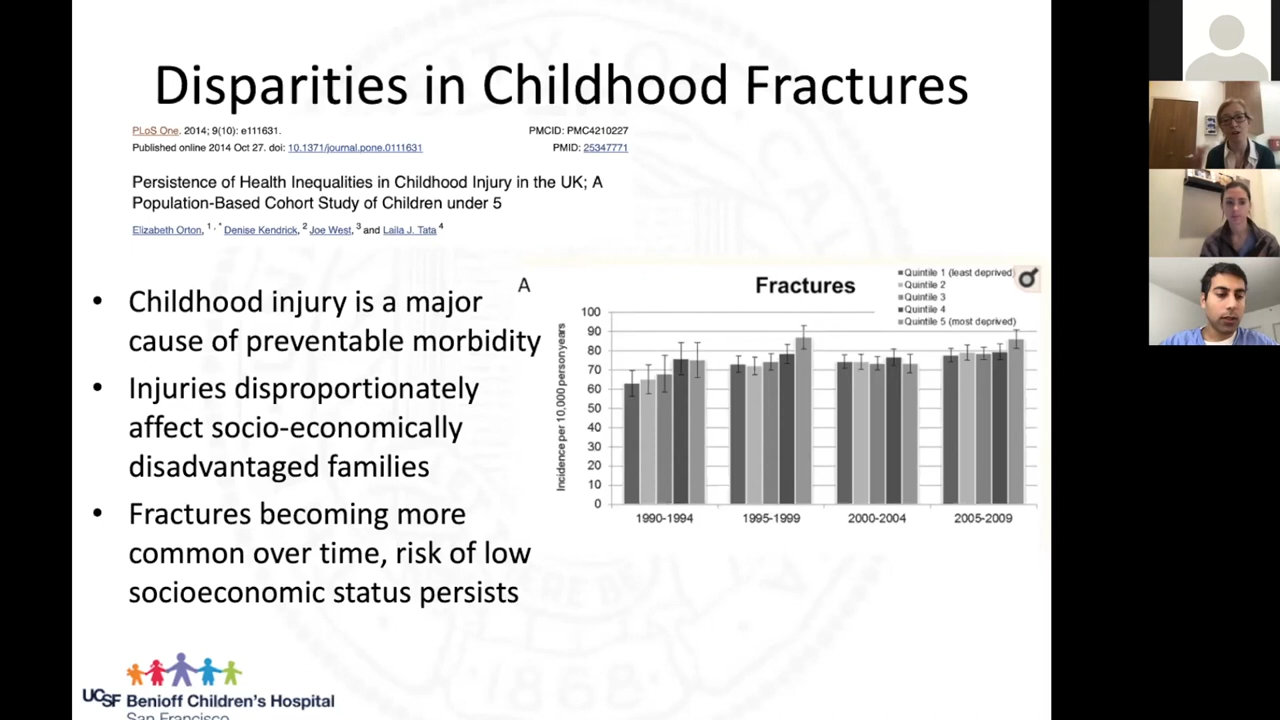 Disparities in Childhood Fractures
PLoS One. 2014; 9(10): e111631.
PMCID: PMC4210227
Published online 2014 Oct 27. doi: 10.1371/journal.pone.0111631
PMID: 25347771
Persistence of Health Inequalities in Childhood Injury in the UK; A
Population-Based Cohort Study of Children under 5
Elizabeth Orton, 1, * Denise Kendrick, 2 Joe West, 3 and Laila J. Tata 4
• Childhood injury is a major
cause of preventable morbidity
• Injuries disproportionately
affect socio-economically
disadvantaged families
• Fractures becoming more
common over time, risk of low
socioeconomic status persists
A
Fractures
Quintile 1 (least deprived)
Quintile 2
Quintile 3
Quintile 4
Quintile 5 (most deprived)
Incidence per 10,000 person years
100
90
80
70
60
50
40
30
20
10
0
1990-1994
1995-1999
2000-2004
2005-2009
UCSF Benioff Children's Hospital
San Francisco
1868